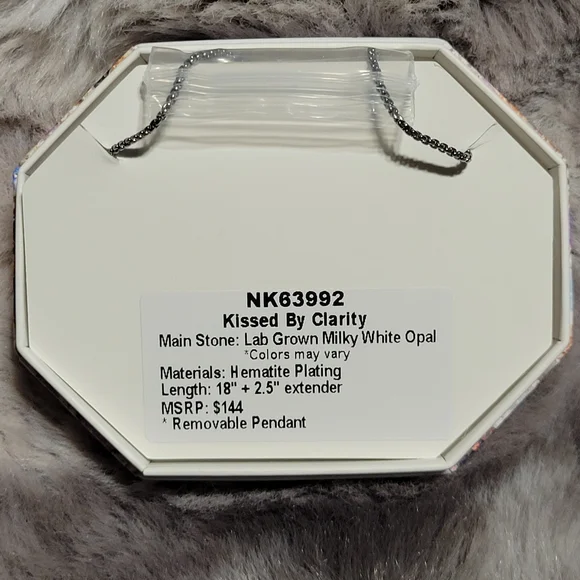 NK63992
Kissed By Clarity
Main Stone: Lab Grown Milky White Opal
*Colors may vary
Materials: Hematite Plating
Length: 18" + 2.5" extender
MSRP: $144
* Removable Pendant